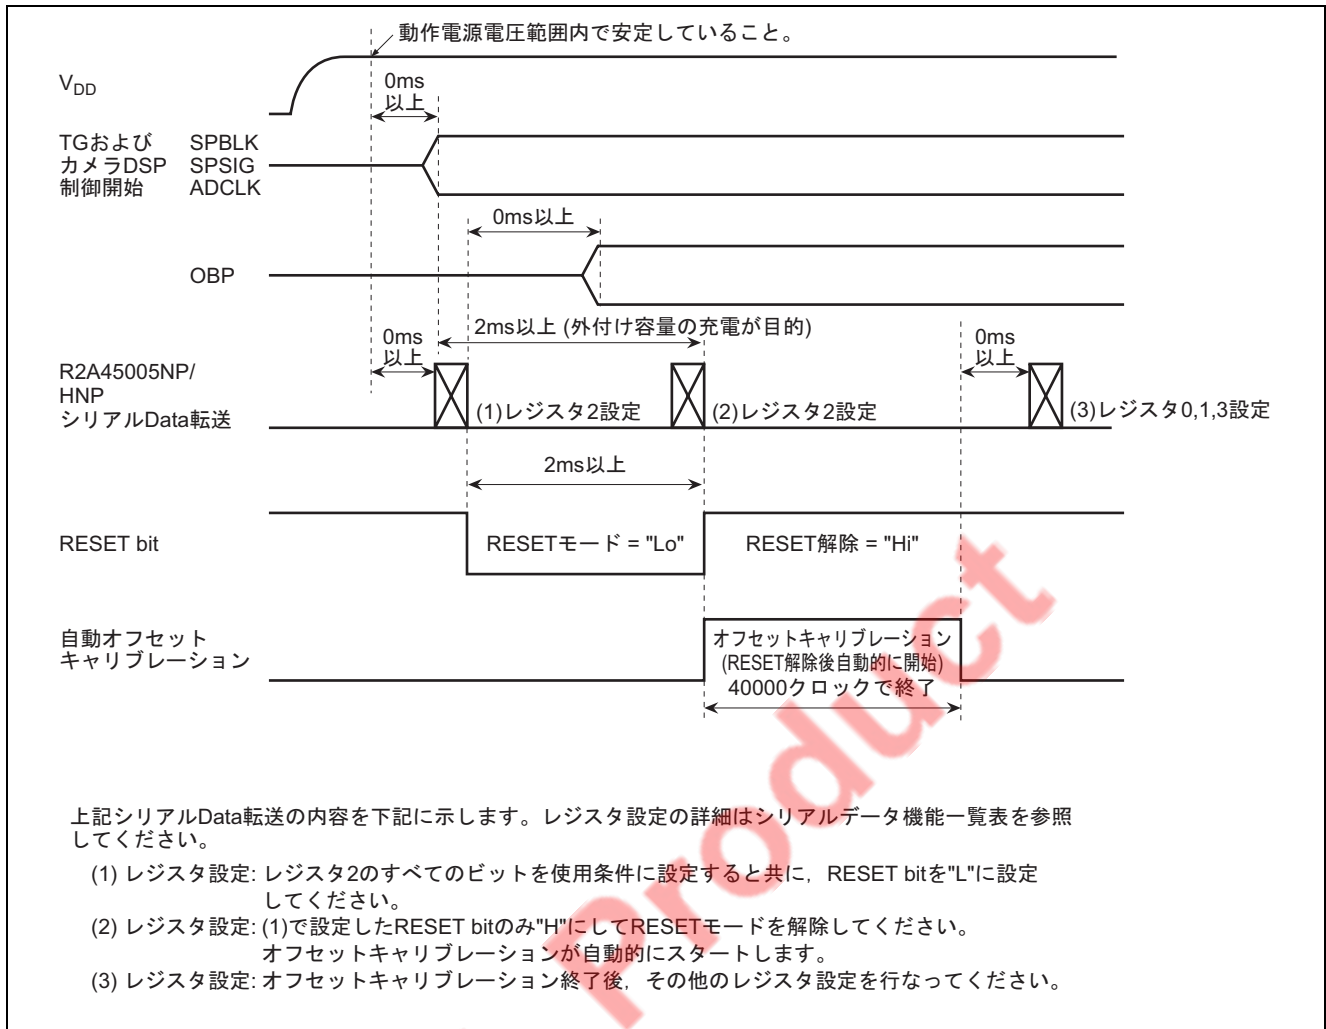 動作電源電圧範囲内で安定していること。
VDD
0ms
以上
TGおよび
カメラDSP
制御開始
SPBLK
SPSIG
ADCLK
0ms以上
OBP
2ms以上 (外付け容量の充電が目的)
0ms
以上
0ms
以上
R2A45005NP/
HNP
シリアルData転送
(1)レジスタ2設定
(2)レジスタ2設定
(3)レジスタ0,1,3設定
2ms以上
RESET bit
RESETモード = "Lo"
RESET解除 = "Hi"
自動オフセット
キャリブレーション
オフセットキャリブレーション
(RESET解除後自動的に開始)
40000クロックで終了
上記シリアルData転送の内容を下記に示します。レジスタ設定の詳細はシリアルデータ機能一覧表を参照
してください。
(1) レジスタ設定: レジスタ2のすべてのビットを使用条件に設定すると共に，RESET bitを"L"に設定
してください。
(2) レジスタ設定: (1)で設定したRESET bitのみ"H"にしてRESETモードを解除してください。
オフセットキャリブレーションが自動的にスタートします。
(3) レジスタ設定: オフセットキャリブレーション終了後，その他のレジスタ設定を行なってください。
Product